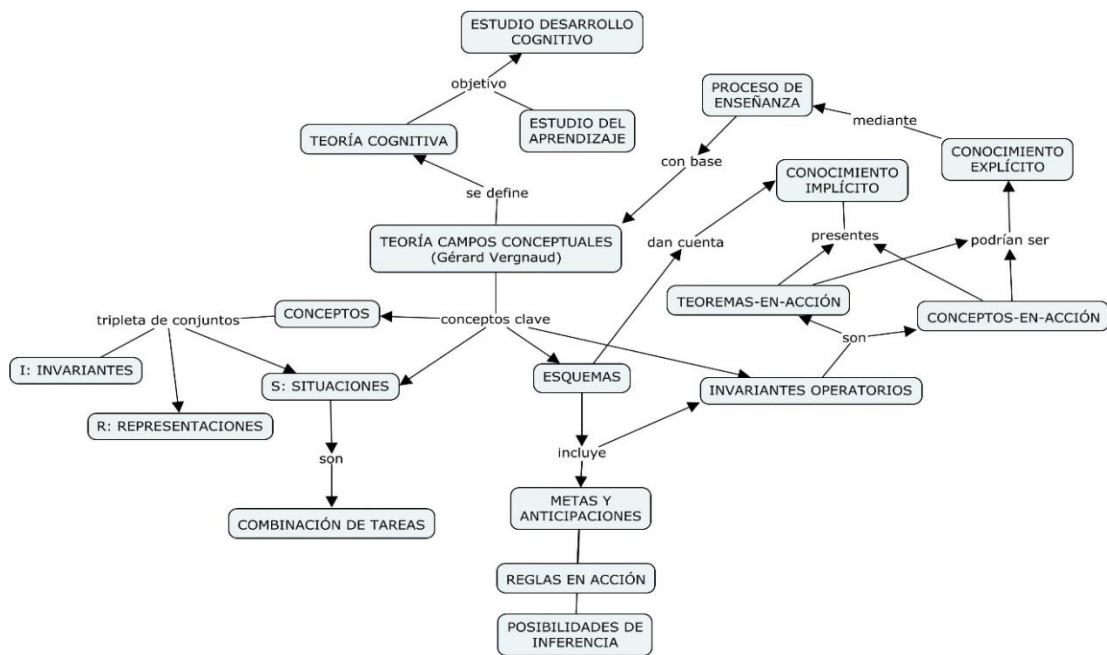 ESTUDIO DESARROLLO
COGNITIVO
objetivo
PROCESO DE
ENSEÑANZA
TEORÍA COGNITIVA
ESTUDIO DEL
APRENDIZAJE
mediante
CONOCIMIENTO
EXPLÍCITO
con base
CONOCIMIENTO
IMPLÍCITO
se define
TEORÍA CAMPOS CONCEPTUALES
(Gérard Vergnaud)
dan cuenta
presentes
podrían ser
TEOREMAS-EN-ACCIÓN
CONCEPTOS-EN-ACCIÓN
tripleta de conjuntos
CONCEPTOS
conceptos clave
son
I: INVARIANTES
S: SITUACIONES
ESQUEMAS
INVARIANTES OPERATORIOS
R: REPRESENTACIONES
son
incluye
COMBINACIÓN DE TAREAS
METAS Y
ANTICIPACIONES
REGLAS EN ACCIÓN
POSIBILIDADES DE
INFERENCIA